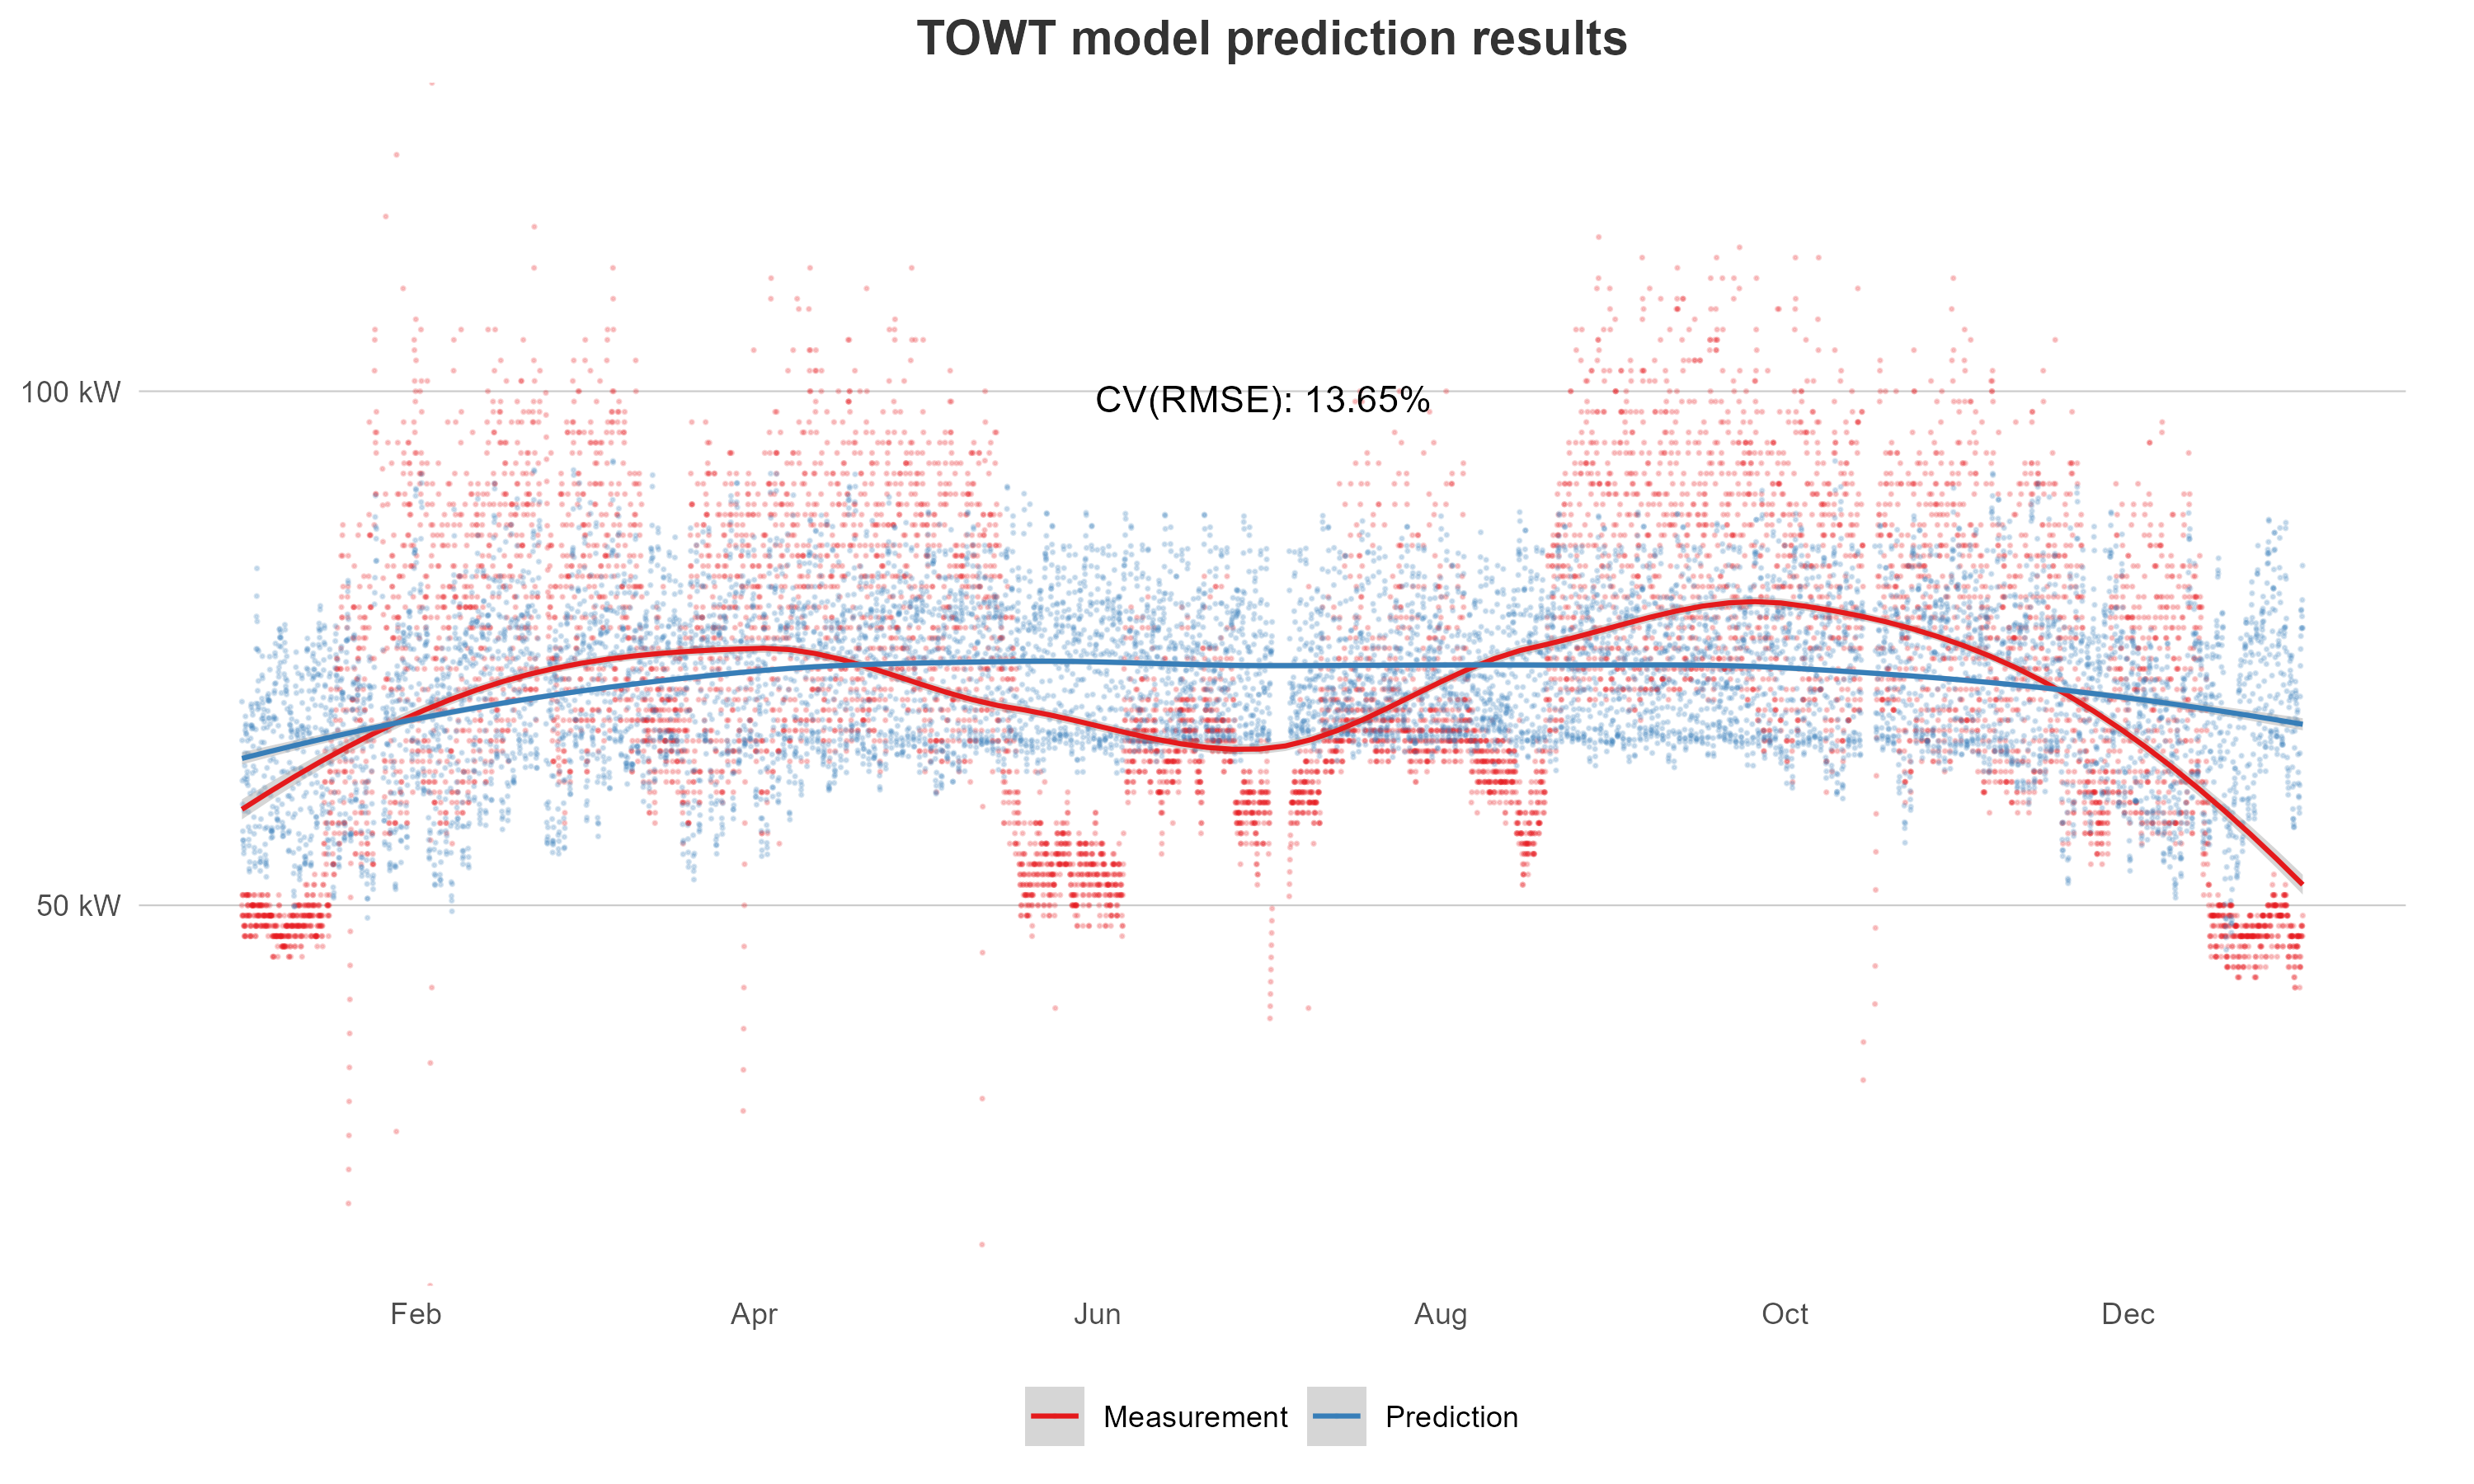 TOWT model prediction results
100 kW
CV(RMSE): 13.65%
50 kW
Feb Apr Jun Aug Oct Dec
Measurement Prediction